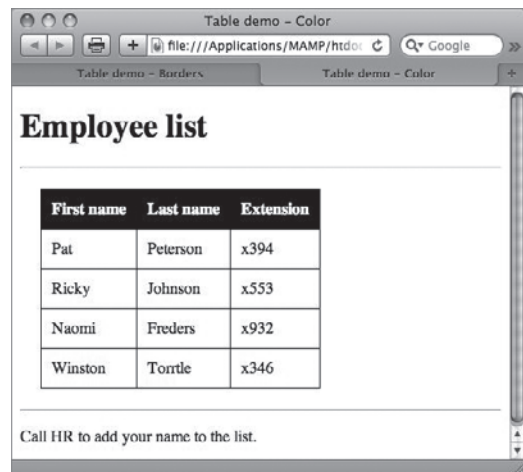 Table demo – Color
file:///Applications/MAMP/htdoc
Google
Table demo – Borders
Table demo – Color
Employee list
First name Last name Extension
Pat Peterson x394
Ricky Johnson x553
Naomi Freders x932
Winston Torrtle x346
Call HR to add your name to the list.